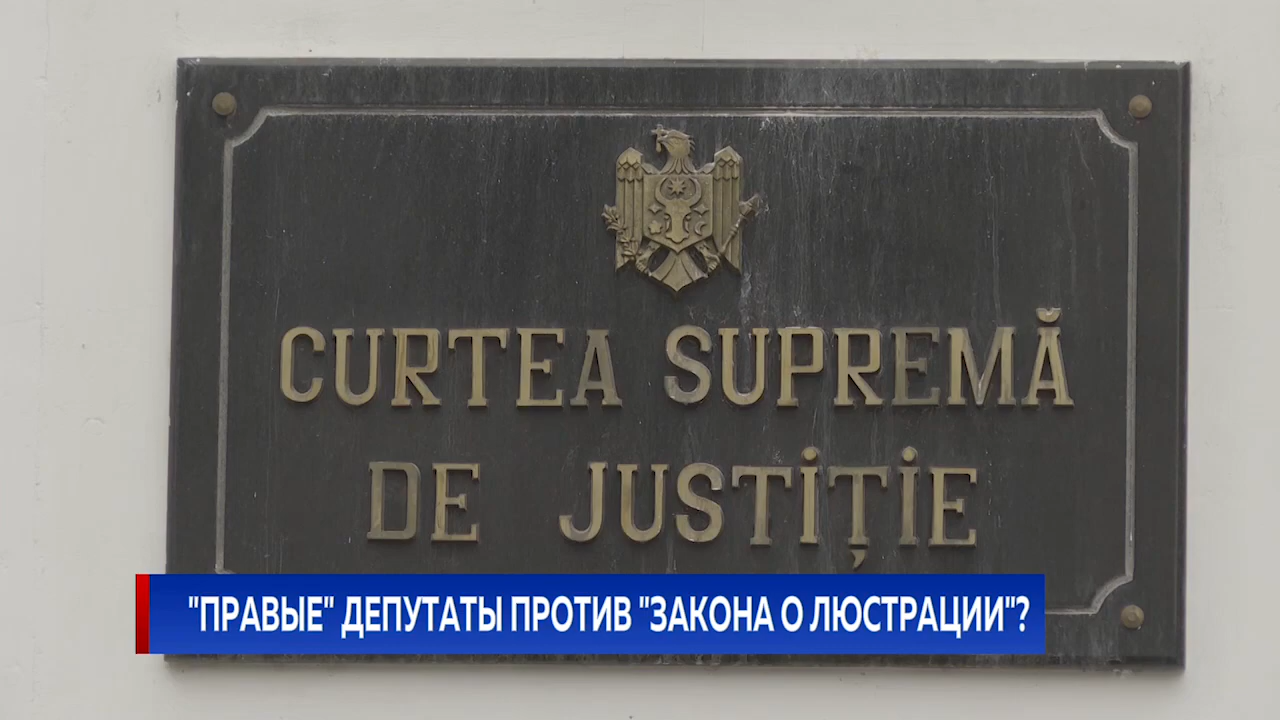 CURTEA SUPREMĂ
DE JUSTIȚIE
"ПРАВЫЕ" ДЕПУТАТЫ ПРОТИВ "ЗАКОНА О ЛЮСТРАЦИИ"?